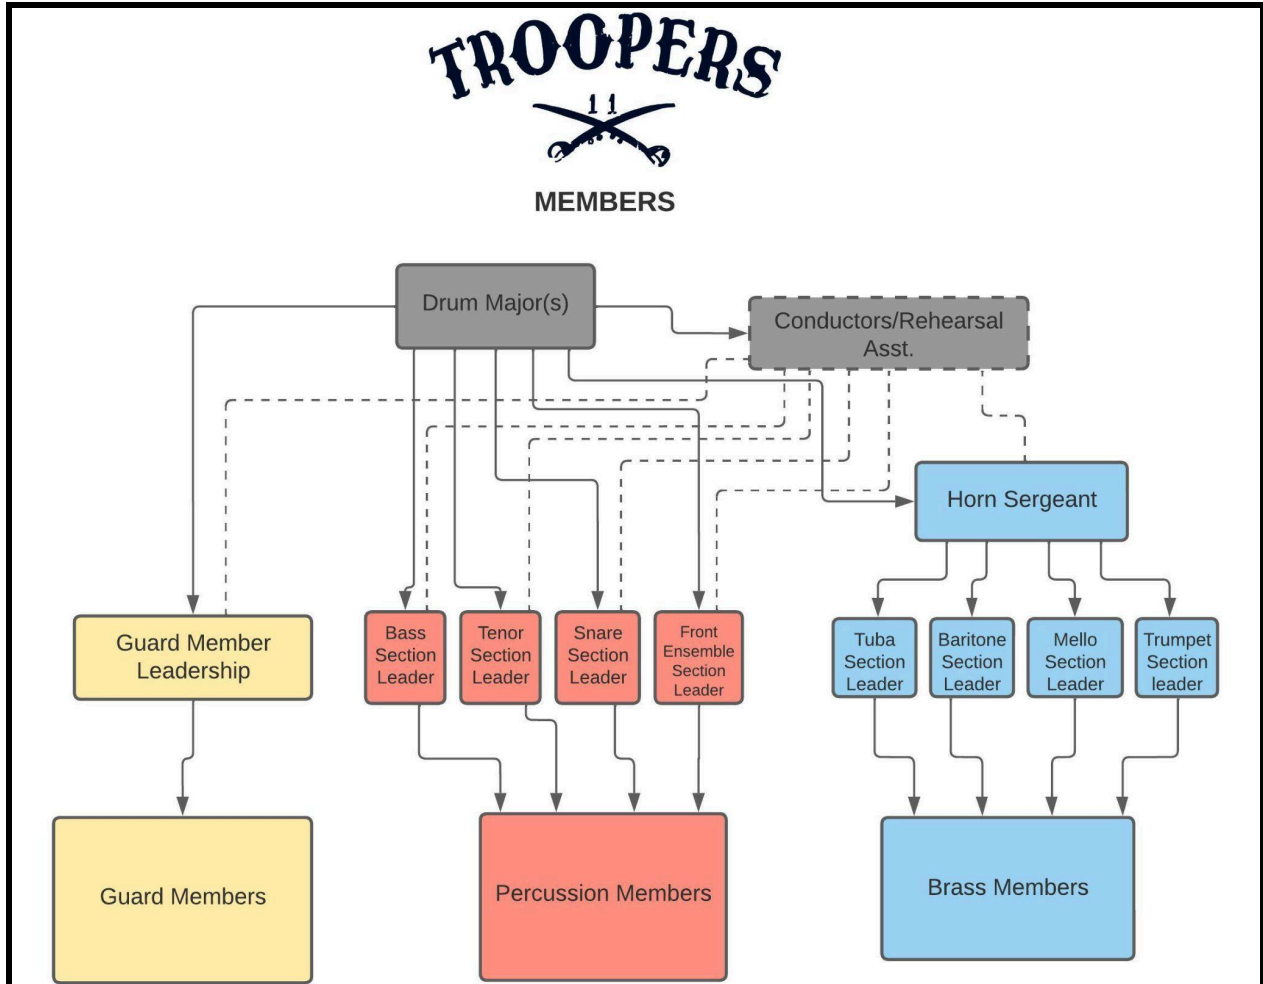 TROOPERS
11
MEMBERS
Drum Major(s)
Conductors/Rehearsal
Asst.
Horn Sergeant
Guard Member
Leadership
Bass
Section
Leader
Tenor
Section
Leader
Snare
Section
Leader
Front
Ensemble
Section
Leader
Tuba
Section
Leader
Baritone
Section
Leader
Mello
Section
Leader
Trumpet
Section
leader
Guard Members
Percussion Members
Brass Members